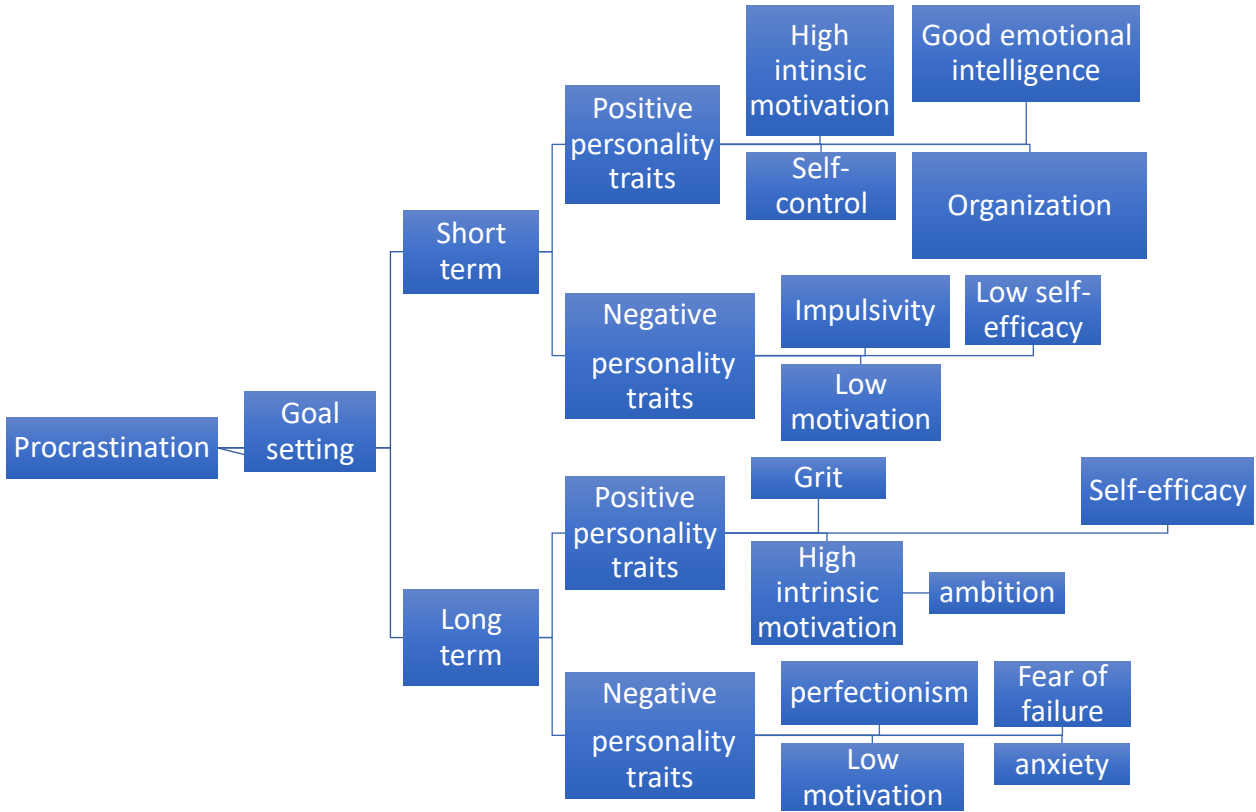 Procrastination
Goal
setting
Short
term
Positive
personality
traits
High
intinsic
motivation
Good emotional
intelligence
Self-
control
Organization
Negative
personality
traits
Impulsivity
Low self-
efficacy
Low
motivation
Long
term
Positive
personality
traits
Grit
Self-efficacy
High
intrinsic
motivation
ambition
Negative
personality
traits
perfectionism
Fear of
failure
Low
motivation
anxiety